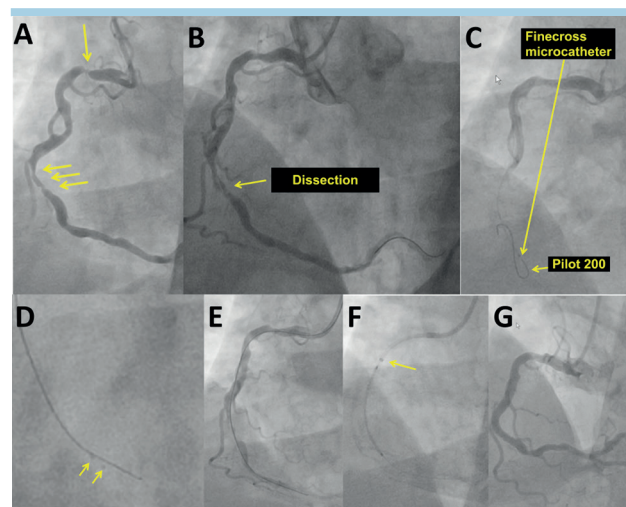 A
B
C
Finecross
microcatheter
Dissection
Pilot 200
D
E
F
G